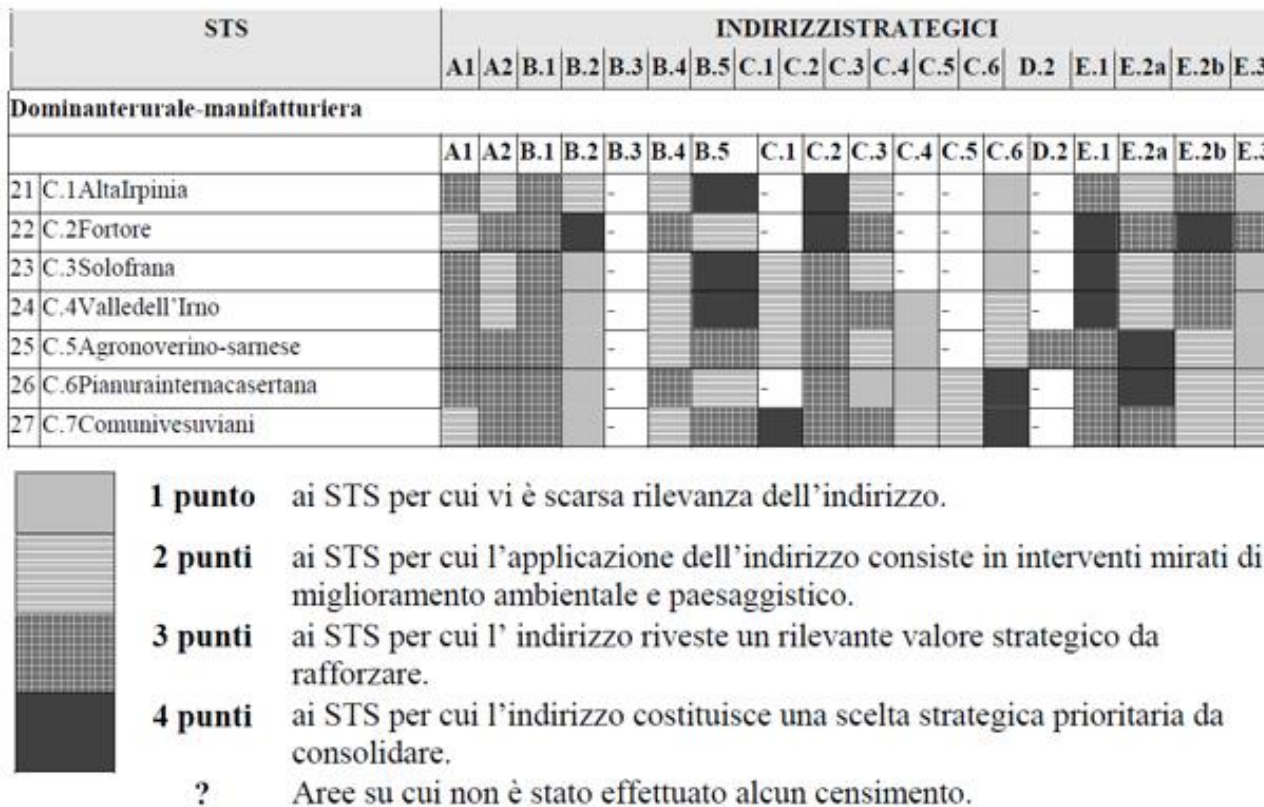 STS INDIRIZZISTRATEGICI
A1 A2 B.1 B.2 B.3 B.4 B.5 C.1 C.2 C.3 C.4 C.5 C.6 D.2 E.1 E.2a E.2b E.3
Dominanterurale-manifatturiera
A1 A2 B.1 B.2 B.3 B.4 B.5 C.1 C.2 C.3 C.4 C.5 C.6 D.2 E.1 E.2a E.2b E.3
21 C.1AltaIrpinia - - - - -
22 C.2Fortore - - - - -
23 C.3Solofrana - - - -
24 C.4Valledell’Irno - - -
25 C.5Agronoverino-sarnese - -
26 C.6Pianurainternacasertana - - -
27 C.7Comunivesuviani - -
1 punto ai STS per cui vi è scarsa rilevanza dell’indirizzo.
2 punti ai STS per cui l’applicazione dell’indirizzo consiste in interventi mirati di
miglioramento ambientale e paesaggistico.
3 punti ai STS per cui l’ indirizzo riveste un rilevante valore strategico da
rafforzare.
4 punti ai STS per cui l’indirizzo costituisce una scelta strategica prioritaria da
consolidare.
? Aree su cui non è stato effettuato alcun censimento.